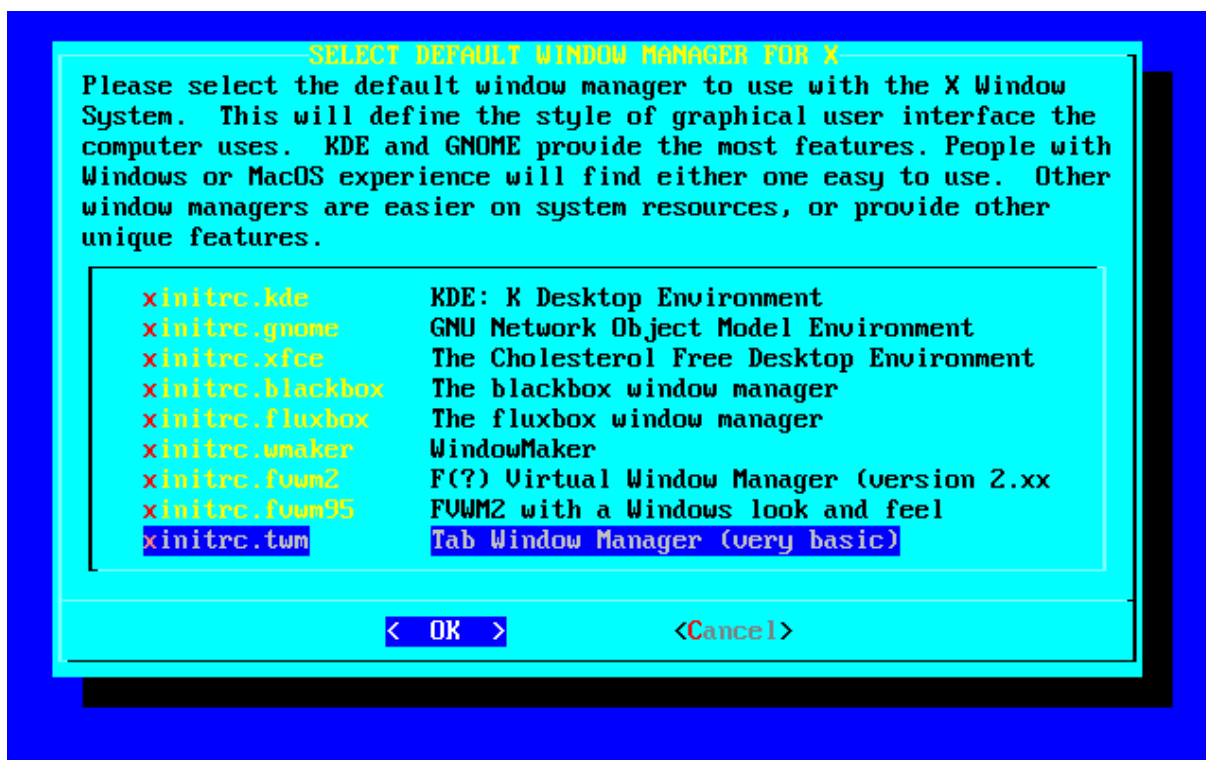 SELECT DEFAULT WINDOW MANAGER FOR X
Please select the default window manager to use with the X Window
System.  This will define the style of graphical user interface the
computer uses.  KDE and GNOME provide the most features. People with
Windows or MacOS experience will find either one easy to use.  Other
window managers are easier on system resources, or provide other
unique features.
xinitrc.kde KDE: K Desktop Environment
xinitrc.gnome GNU Network Object Model Environment
xinitrc.xfce The Cholesterol Free Desktop Environment
xinitrc.blackbox The blackbox window manager
xinitrc.fluxbox The fluxbox window manager
xinitrc.wmaker WindowMaker
xinitrc.fvwm2 F(?) Virtual Window Manager (version 2.xx
xinitrc.fvwm95 FVWM2 with a Windows look and feel
xinitrc.twm Tab Window Manager (very basic)
< OK > <Cancel>